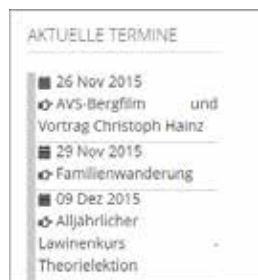 AKTUELLE TERMINE
26 Nov 2015
AVS-Bergfilm und
Vortrag Christoph Hainz
29 Nov 2015
Familienwanderung
09 Dez 2015
Alljährlicher
Lawinenkurs -
Theorielektion